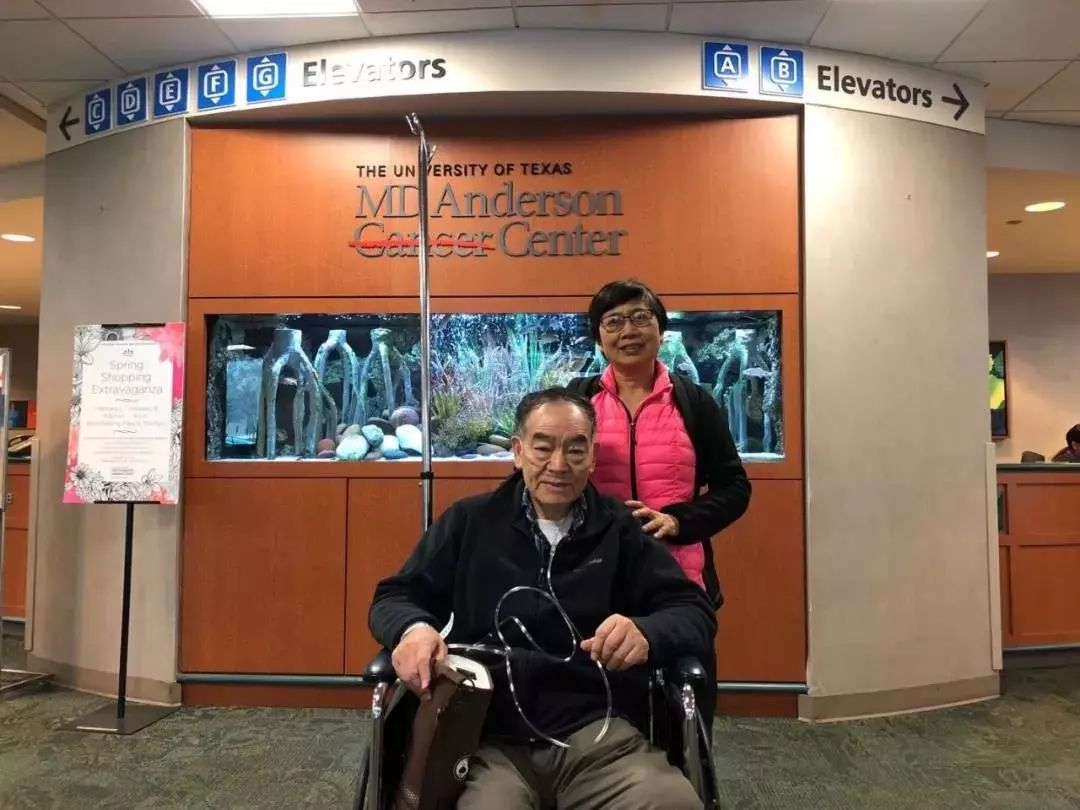 C D E F G Elevators
A B Elevators
THE UNIVERSITY OF TEXAS
MD Anderson
Cancer Center
Spring
Shopping
Extravaganza